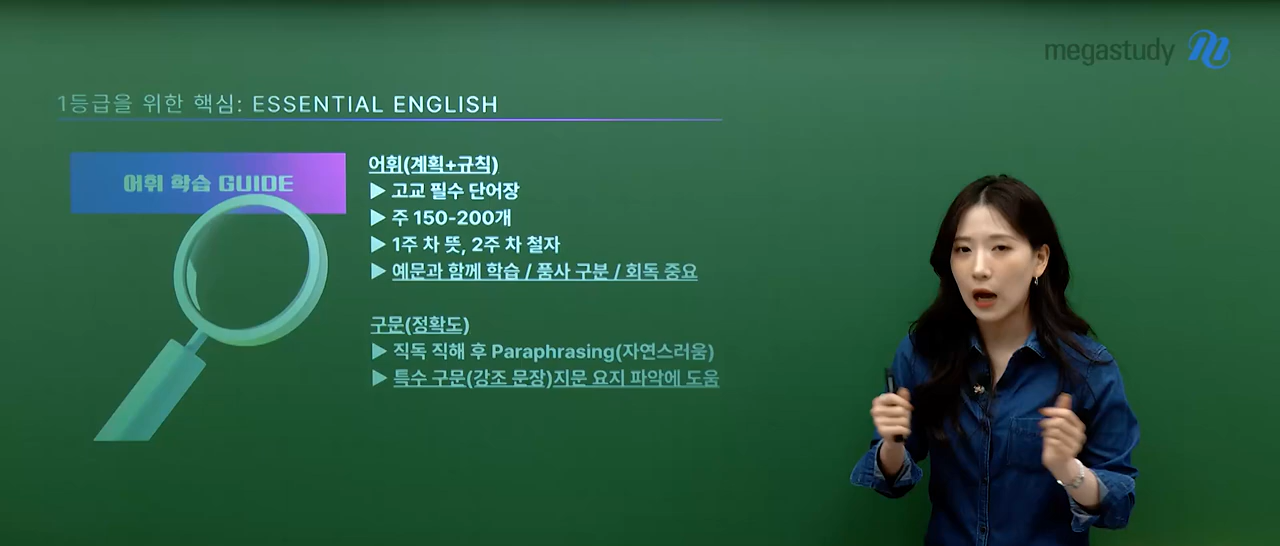 megastudy
1등급을 위한 핵심: ESSENTIAL ENGLISH
어휘 학습 GUIDE
어휘(계획+규칙)
▶ 고교 필수 단어장
▶ 주 150-200개
▶ 1주 차 뜻, 2주 차 철자
▶ 예문과 함께 학습 / 품사 구분 / 회독 중요
구문(정확도)
▶ 직독 직해 후 Paraphrasing(자연스러움)
▶ 특수 구문(강조 문장)지문 요지 파악에 도움